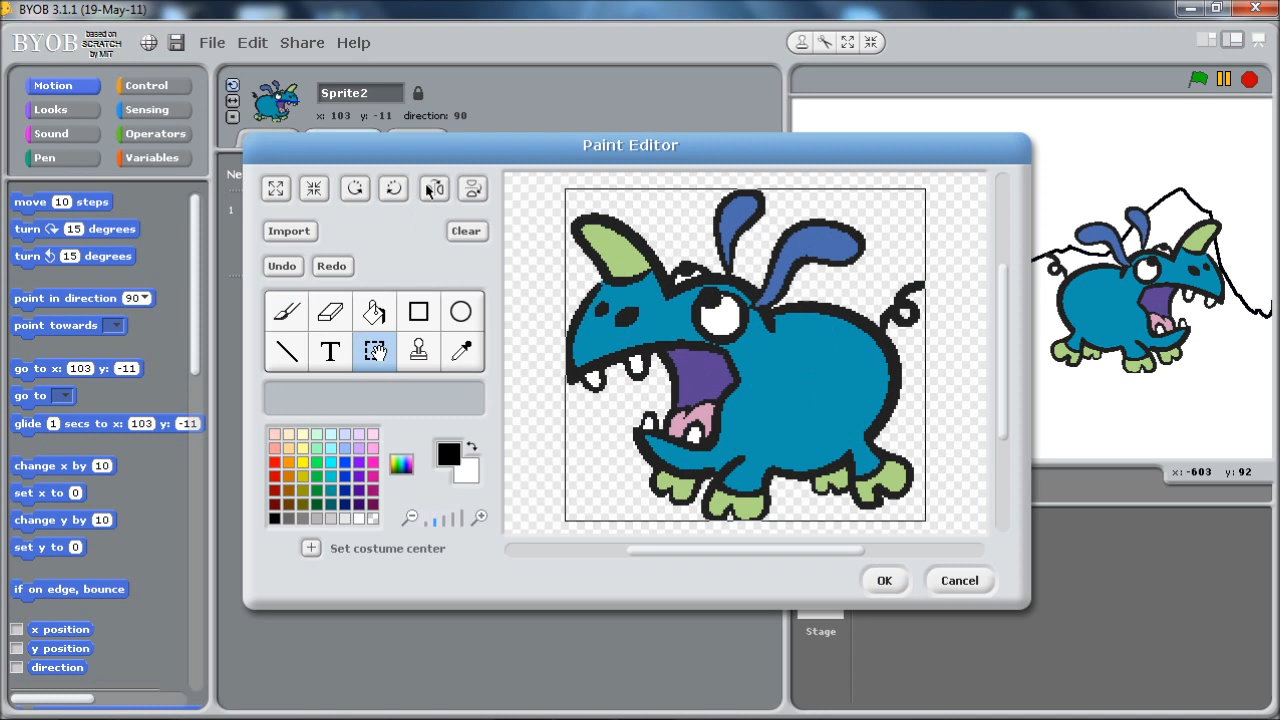 BYOB 3.1.1 (19-May-11)
BYOB based on SCRATCH by MIT File Edit Share Help
Motion Control
Looks Sensing
Sound Operators
Pen Variables
Sprite2
x: 103 y: -11 direction: 90
Ne
1
move 10 steps
turn 15 degrees
turn 15 degrees
point in direction 90
point towards
go to x: 103 y: -11
go to
glide 1 secs to x: 103 y: -11
change x by 10
set x to 0
change y by 10
set y to 0
if on edge, bounce
x position
y position
direction
Paint Editor
Import Clear
Undo Redo
T
Set costume center
OK Cancel
x: -603 y: 92
Stage